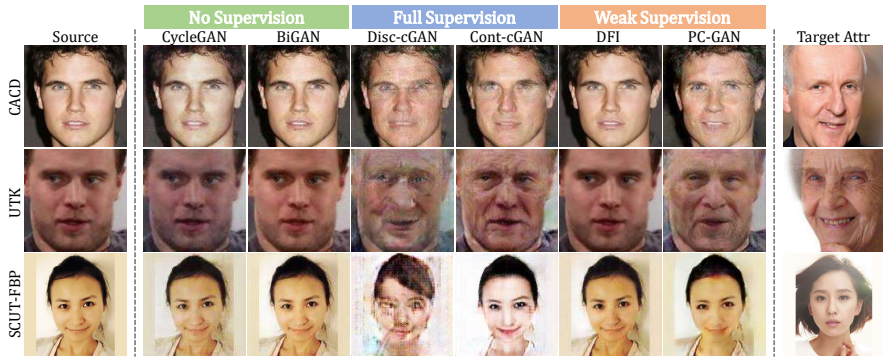 No Supervision Full Supervision Weak Supervision
Source CycleGAN BiGAN Disc-cGAN Cont-cGAN DFI PC-GAN Target Attr
CACD
UTK
SCUT-FBP